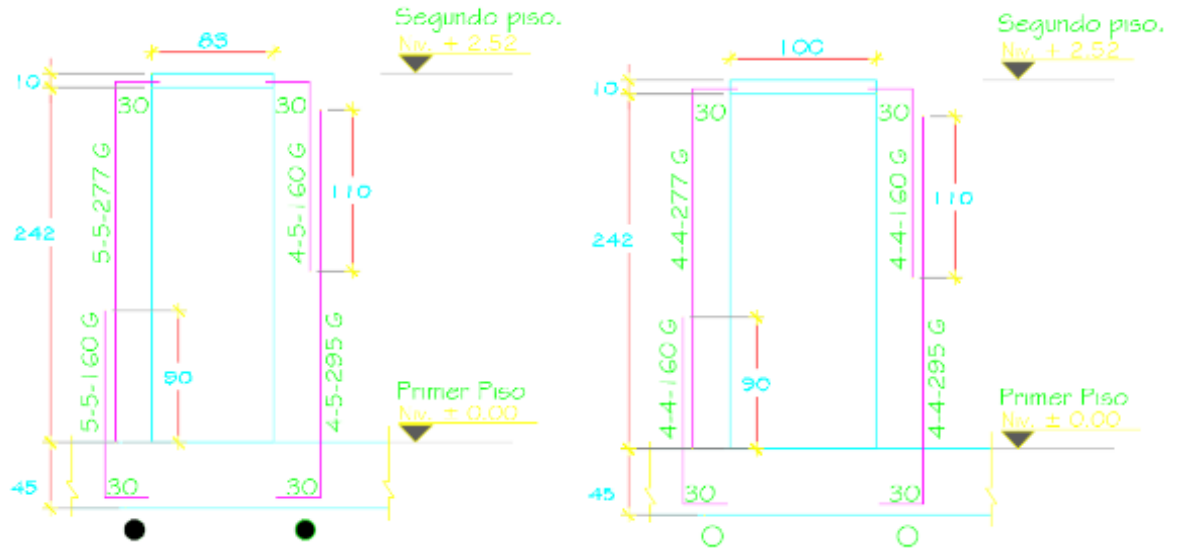 Segundo piso.
Niv. + 2.52
83
10
30
30
5-5-277 G
4-5-160 G
110
242
5-5-160 G
90
4-5-295 G
Primer Piso
Niv. ± 0.00
45
30
30
Segundo piso.
Niv. + 2.52
100
10
30
30
4-4-277 G
4-4-160 G
110
242
4-4-160 G
90
4-4-295 G
Primer Piso
Niv. ± 0.00
45
30
30